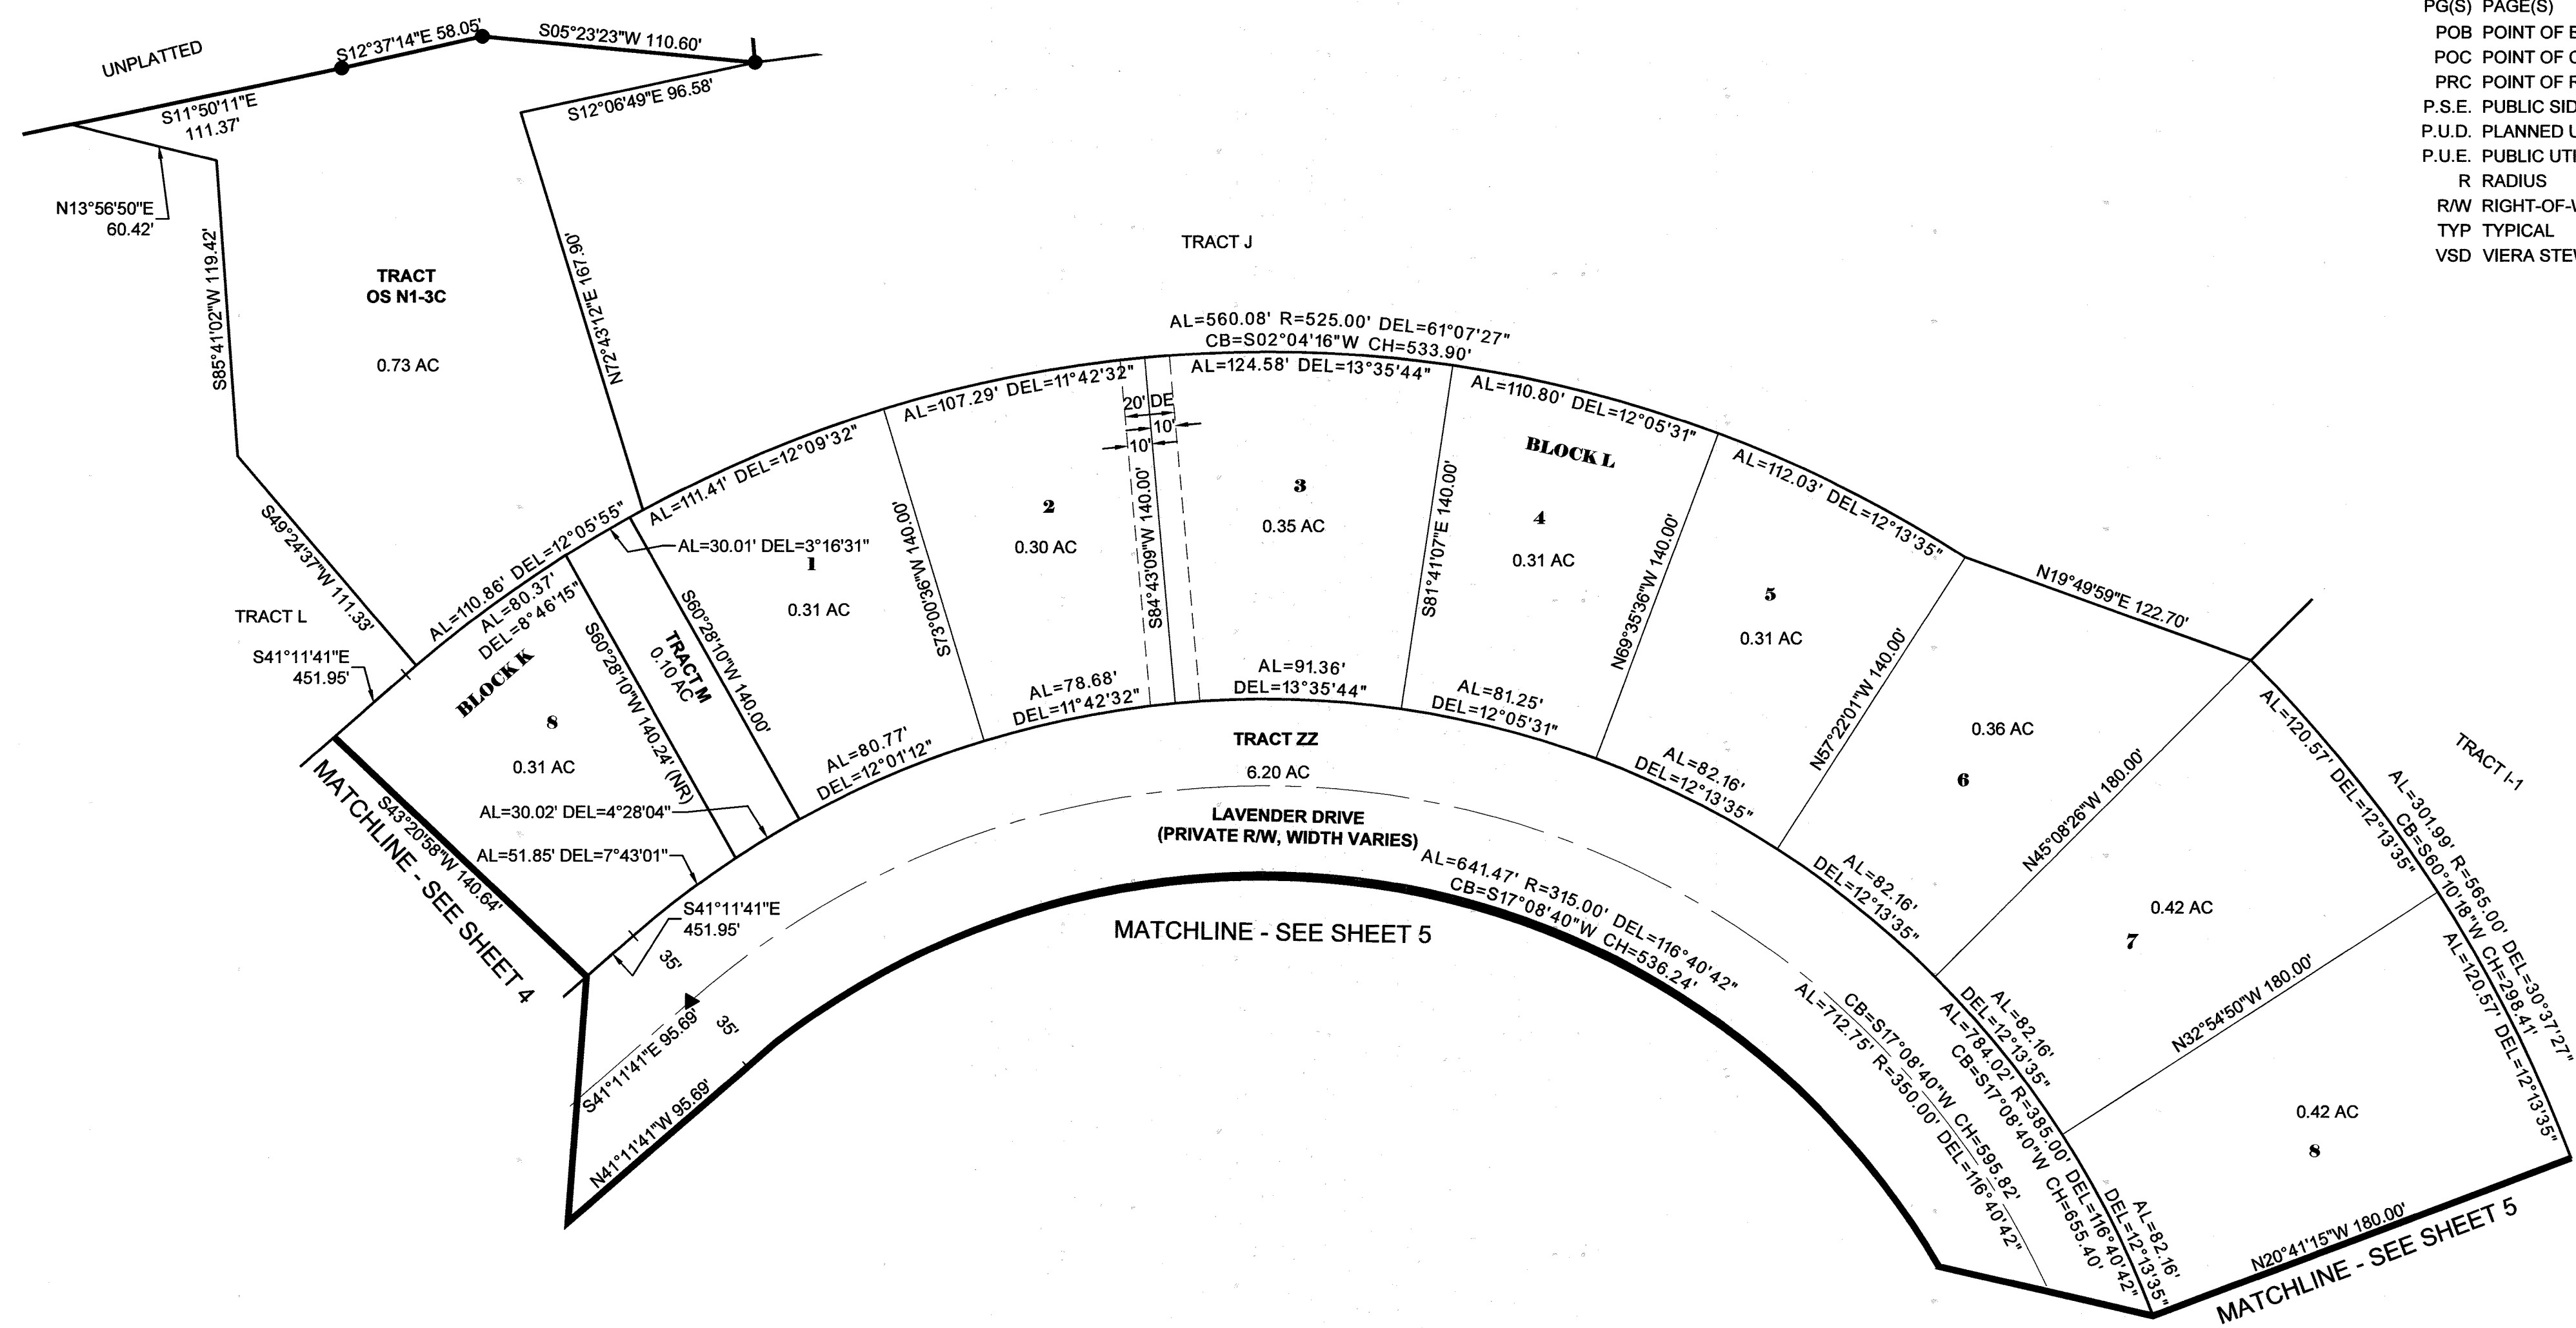 PG(S) PAGE(S)
POB POINT OF
POC POINT OF
PRC POINT OF
P.S.E. PUBLIC
P.U.D. PLANNED
P.U.E. PUBLIC
R RADIUS
R/W
TYP TYPICAL
VSD VIERA
UNPLATTED
S12°37'14"E 58.05'
S05°23'23"W 110.60'
S11°50'11"E
111.37'
S12°06'49"E 96.58'
N13°56'50"E
60.42'
S85°41'02"W 119.42'
TRACT
OS N1-3C
0.73 AC
N72°43'12"E 167.90'
TRACT J
AL=560.08' R=525.00' DEL=61°07'27"
CB=S02°04'16"W CH=533.90'
AL=107.29' DEL=11°42'32"
AL=124.58' DEL=13°35'44"
AL=110.80' DEL=12°05'31"
AL=111.41' DEL=12°09'32"
AL=112.03' DEL=12°13'35"
20' DE
10'
10'
BLOCK L
S49°24'37"W 111.33'
AL=110.86' DEL=12°05'55"
AL=80.37'
DEL=8°46'15"
AL=30.01' DEL=3°16'31"
1
0.31 AC
S73°00'36"W 140.00'
2
0.30 AC
S84°43'09"W 140.00'
3
0.35 AC
S81°41'07"E 140.00'
4
0.31 AC
N69°35'36"W 140.00'
5
0.31 AC
N57°22'01"W 140.00'
N19°49'59"E 122.70'
TRACT L
S41°11'41"E
451.95'
BLOCK K
8
0.31 AC
S60°28'10"W 140.24' (NR)
TRACT M
0.10 AC
S60°28'10"W 140.00'
AL=80.77'
DEL=12°01'12"
AL=78.68'
DEL=11°42'32"
AL=91.36'
DEL=13°35'44"
AL=81.25'
DEL=12°05'31"
AL=82.16'
DEL=12°13'35"
0.36 AC
6
N45°08'26"W 180.00'
AL=120.57' DEL=12°13'35"
TRACT I-1
AL=301.99' R=565.00' DEL=30°37'27"
CB=S60°10'18"W CH=298.41'
AL=120.57' DEL=12°13'35"
S43°20'58"W 140.64'
MATCHLINE - SEE SHEET 4
AL=30.02' DEL=4°28'04"
AL=51.85' DEL=7°43'01"
S41°11'41"E
451.95'
TRACT ZZ
6.20 AC
LAVENDER DRIVE
(PRIVATE R/W, WIDTH VARIES)
AL=641.47' R=315.00' DEL=116°40'42"
CB=S17°08'40"W CH=536.24'
MATCHLINE - SEE SHEET 5
AL=82.16'
DEL=12°13'35"
0.42 AC
7
N32°54'50"W 180.00'
35'
35'
S41°11'41"E 95.69'
N41°11'41"W 95.69'
CB=S17°08'40"W CH=595.82'
AL=712.75' R=350.00' DEL=116°40'42"
AL=82.16'
DEL=12°13'35"
AL=784.02' R=385.00' DEL=116°40'42"
CB=S17°08'40"W CH=655.40'
0.42 AC
8
AL=82.16'
DEL=12°13'35"
N20°41'15"W 180.00'
MATCHLINE - SEE SHEET 5